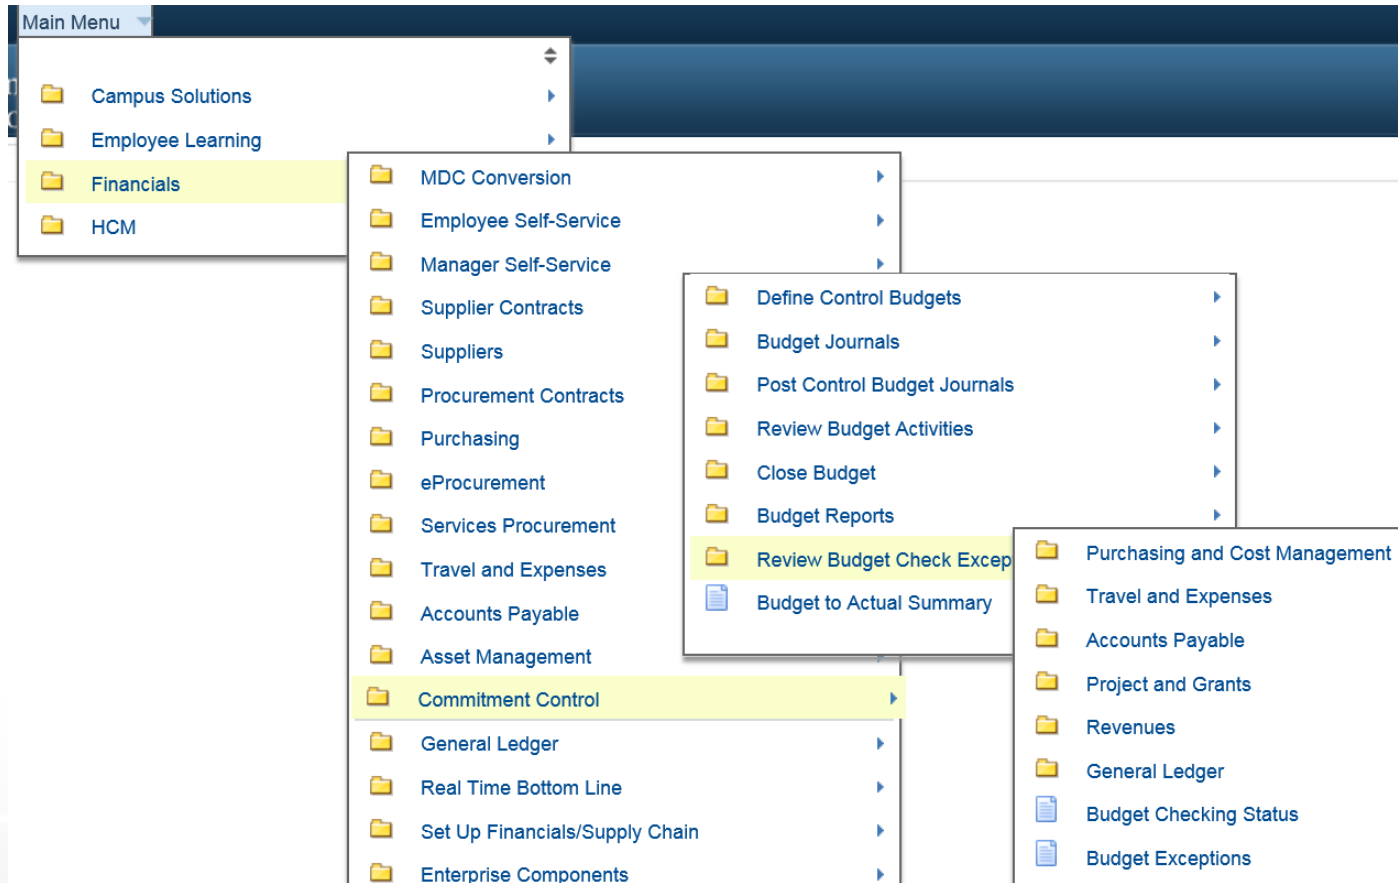 Main Menu
Campus Solutions
Employee Learning
Financials
HCM
MDC Conversion
Employee Self-Service
Manager Self-Service
Supplier Contracts
Suppliers
Procurement Contracts
Purchasing
eProcurement
Services Procurement
Travel and Expenses
Accounts Payable
Asset Management
Commitment Control
General Ledger
Real Time Bottom Line
Set Up Financials/Supply Chain
Enterprise Components
Define Control Budgets
Budget Journals
Post Control Budget Journals
Review Budget Activities
Close Budget
Budget Reports
Review Budget Check Excep
Budget to Actual Summary
Purchasing and Cost Management
Travel and Expenses
Accounts Payable
Project and Grants
Revenues
General Ledger
Budget Checking Status
Budget Exceptions